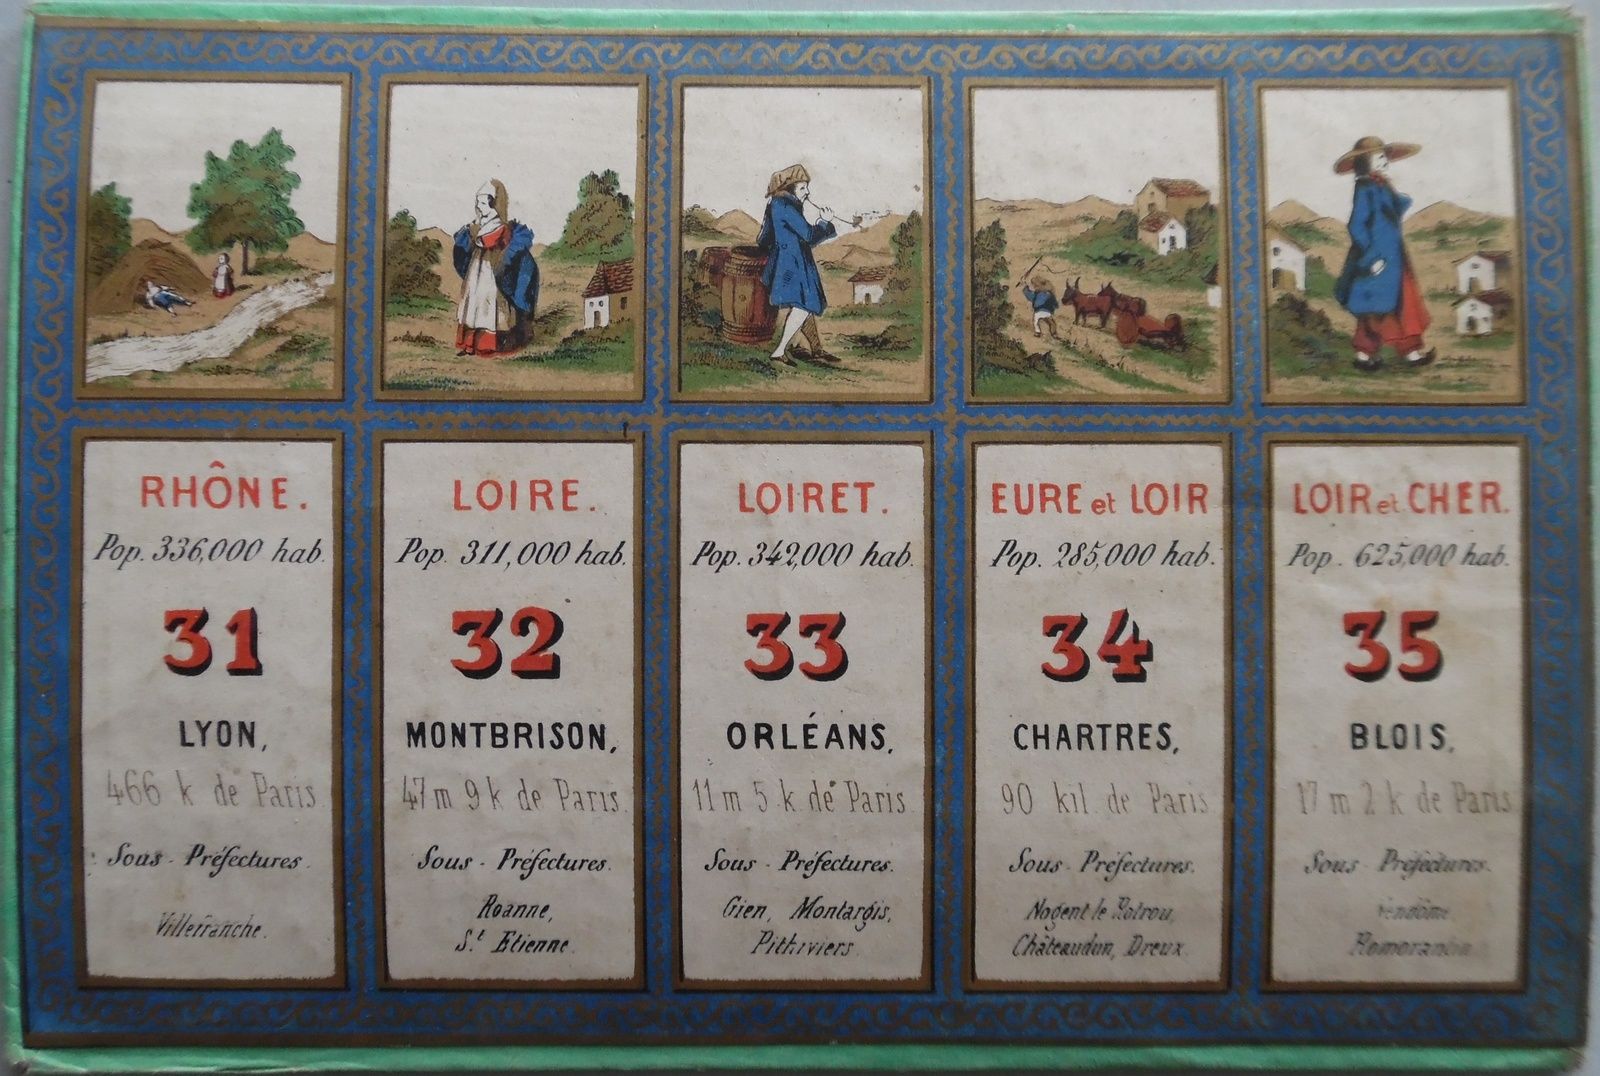 RHÔNE.
Pop. 336,000 hab.
31
LYON,
466 k de Paris
Sous-Préfectures.
Villefranche.
LOIRE.
Pop. 311,000 hab.
32
MONTBRISON,
47 m 9 k de Paris.
Sous-Préfectures.
Roanne,
St Etienne.
LOIRET.
Pop. 342,000 hab.
33
ORLÉANS,
11 m 5 k de Paris
Sous-Préfectures.
Gien, Montargis,
Pithiviers.
EURE et LOIR
Pop. 285,000 hab.
34
CHARTRES,
90 kil. de Paris
Sous-Préfectures.
Nogent le Rotrou,
Châteaudun, Dreux.
LOIR et CHER.
Pop. 625,000 hab.
35
BLOIS,
17 m 2 k de Paris
Sous-Préfectures.
Vendôme,
Romorantin